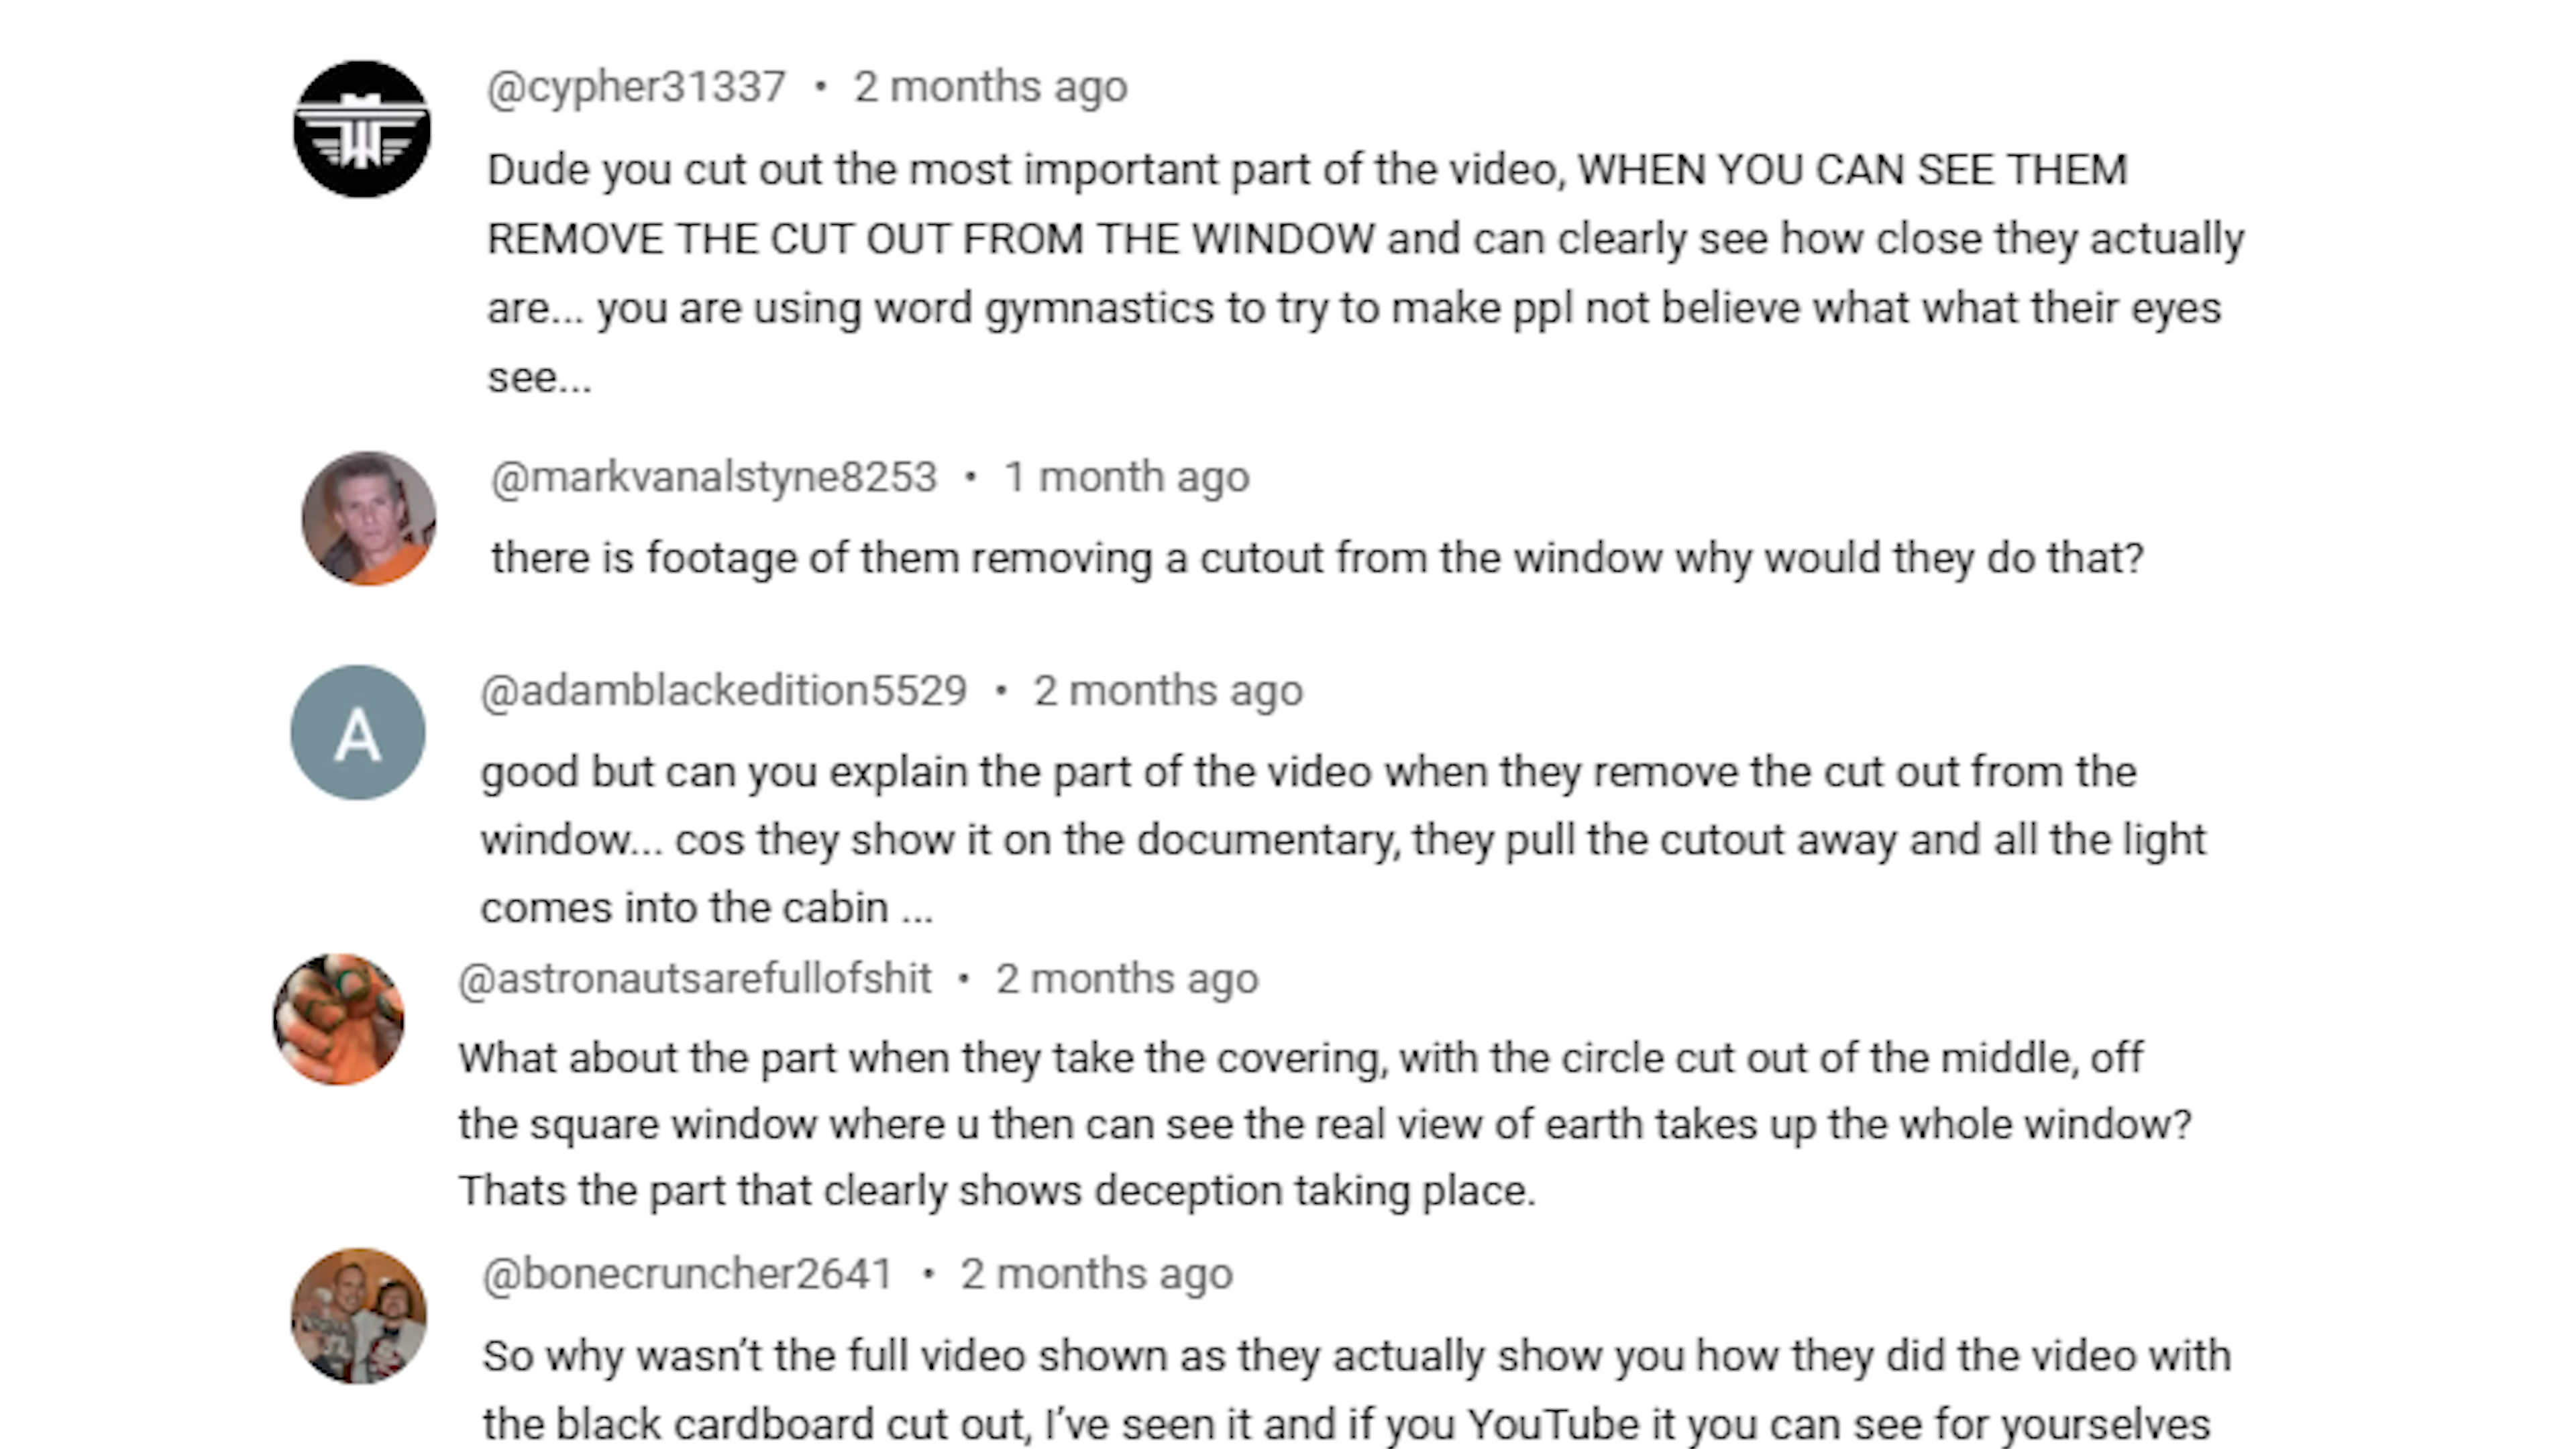 @cypher31337 • 2 months ago
Dude you cut out the most important part of the video, WHEN YOU CAN SEE THEM
REMOVE THE CUT OUT FROM THE WINDOW and can clearly see how close they actually
are... you are using word gymnastics to try to make ppl not believe what what their eyes
see...
@markvanalstyne8253 • 1 month ago
there is footage of them removing a cutout from the window why would they do that?
A
@adamblackedition5529 • 2 months ago
good but can you explain the part of the video when they remove the cut out from the
window... cos they show it on the documentary, they pull the cutout away and all the light
comes into the cabin ...
@astronautsarefullofshit • 2 months ago
What about the part when they take the covering, with the circle cut out of the middle, off
the square window where u then can see the real view of earth takes up the whole window?
Thats the part that clearly shows deception taking place.
@bonecruncher2641 • 2 months ago
So why wasn’t the full video shown as they actually show you how they did the video with
the black cardboard cut out, I’ve seen it and if you YouTube it you can see for yourselves